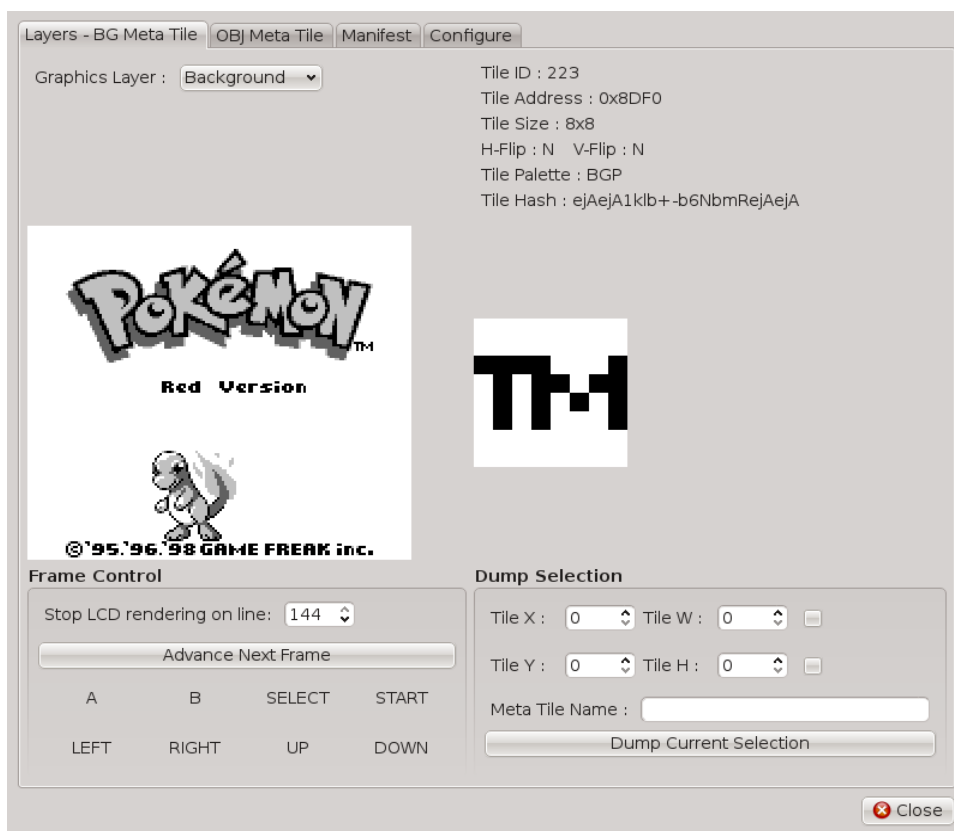 Layers - BG Meta Tile OBJ Meta Tile Manifest Configure
Graphics Layer : Background
Tile ID : 223
Tile Address : 0x8DF0
Tile Size : 8x8
H-Flip : N V-Flip : N
Tile Palette : BGP
Tile Hash : ejAejA1klb+-b6NbmRejAejA
POKéMON
TM
Red Version
©'95.'96.'98 GAME FREAK inc.
TM
Frame Control
Stop LCD rendering on line: 144
Advance Next Frame
A B SELECT START
LEFT RIGHT UP DOWN
Dump Selection
Tile X : 0 Tile W : 0
Tile Y : 0 Tile H : 0
Meta Tile Name :
Dump Current Selection
Close